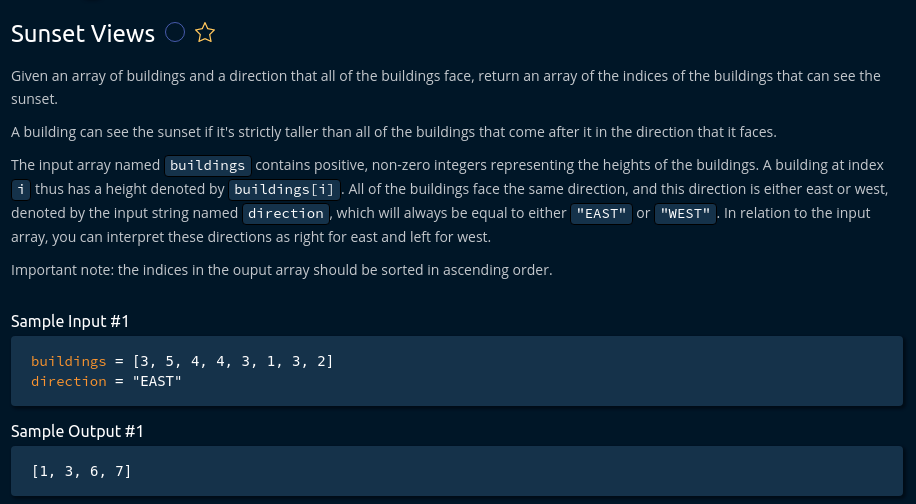 Sunset Views
Given an array of buildings and a direction that all of the buildings face, return an array of the indices of the buildings that can see the
sunset.
A building can see the sunset if it's strictly taller than all of the buildings that come after it in the direction that it faces.
The input array named buildings contains positive, non-zero integers representing the heights of the buildings. A building at index
i thus has a height denoted by buildings[i]. All of the buildings face the same direction, and this direction is either east or west,
denoted by the input string named direction, which will always be equal to either "EAST" or "WEST". In relation to the input
array, you can interpret these directions as right for east and left for west.
Important note: the indices in the ouput array should be sorted in ascending order.
Sample Input #1
buildings = [3, 5, 4, 4, 3, 1, 3, 2]
direction = "EAST"
Sample Output #1
[1, 3, 6, 7]